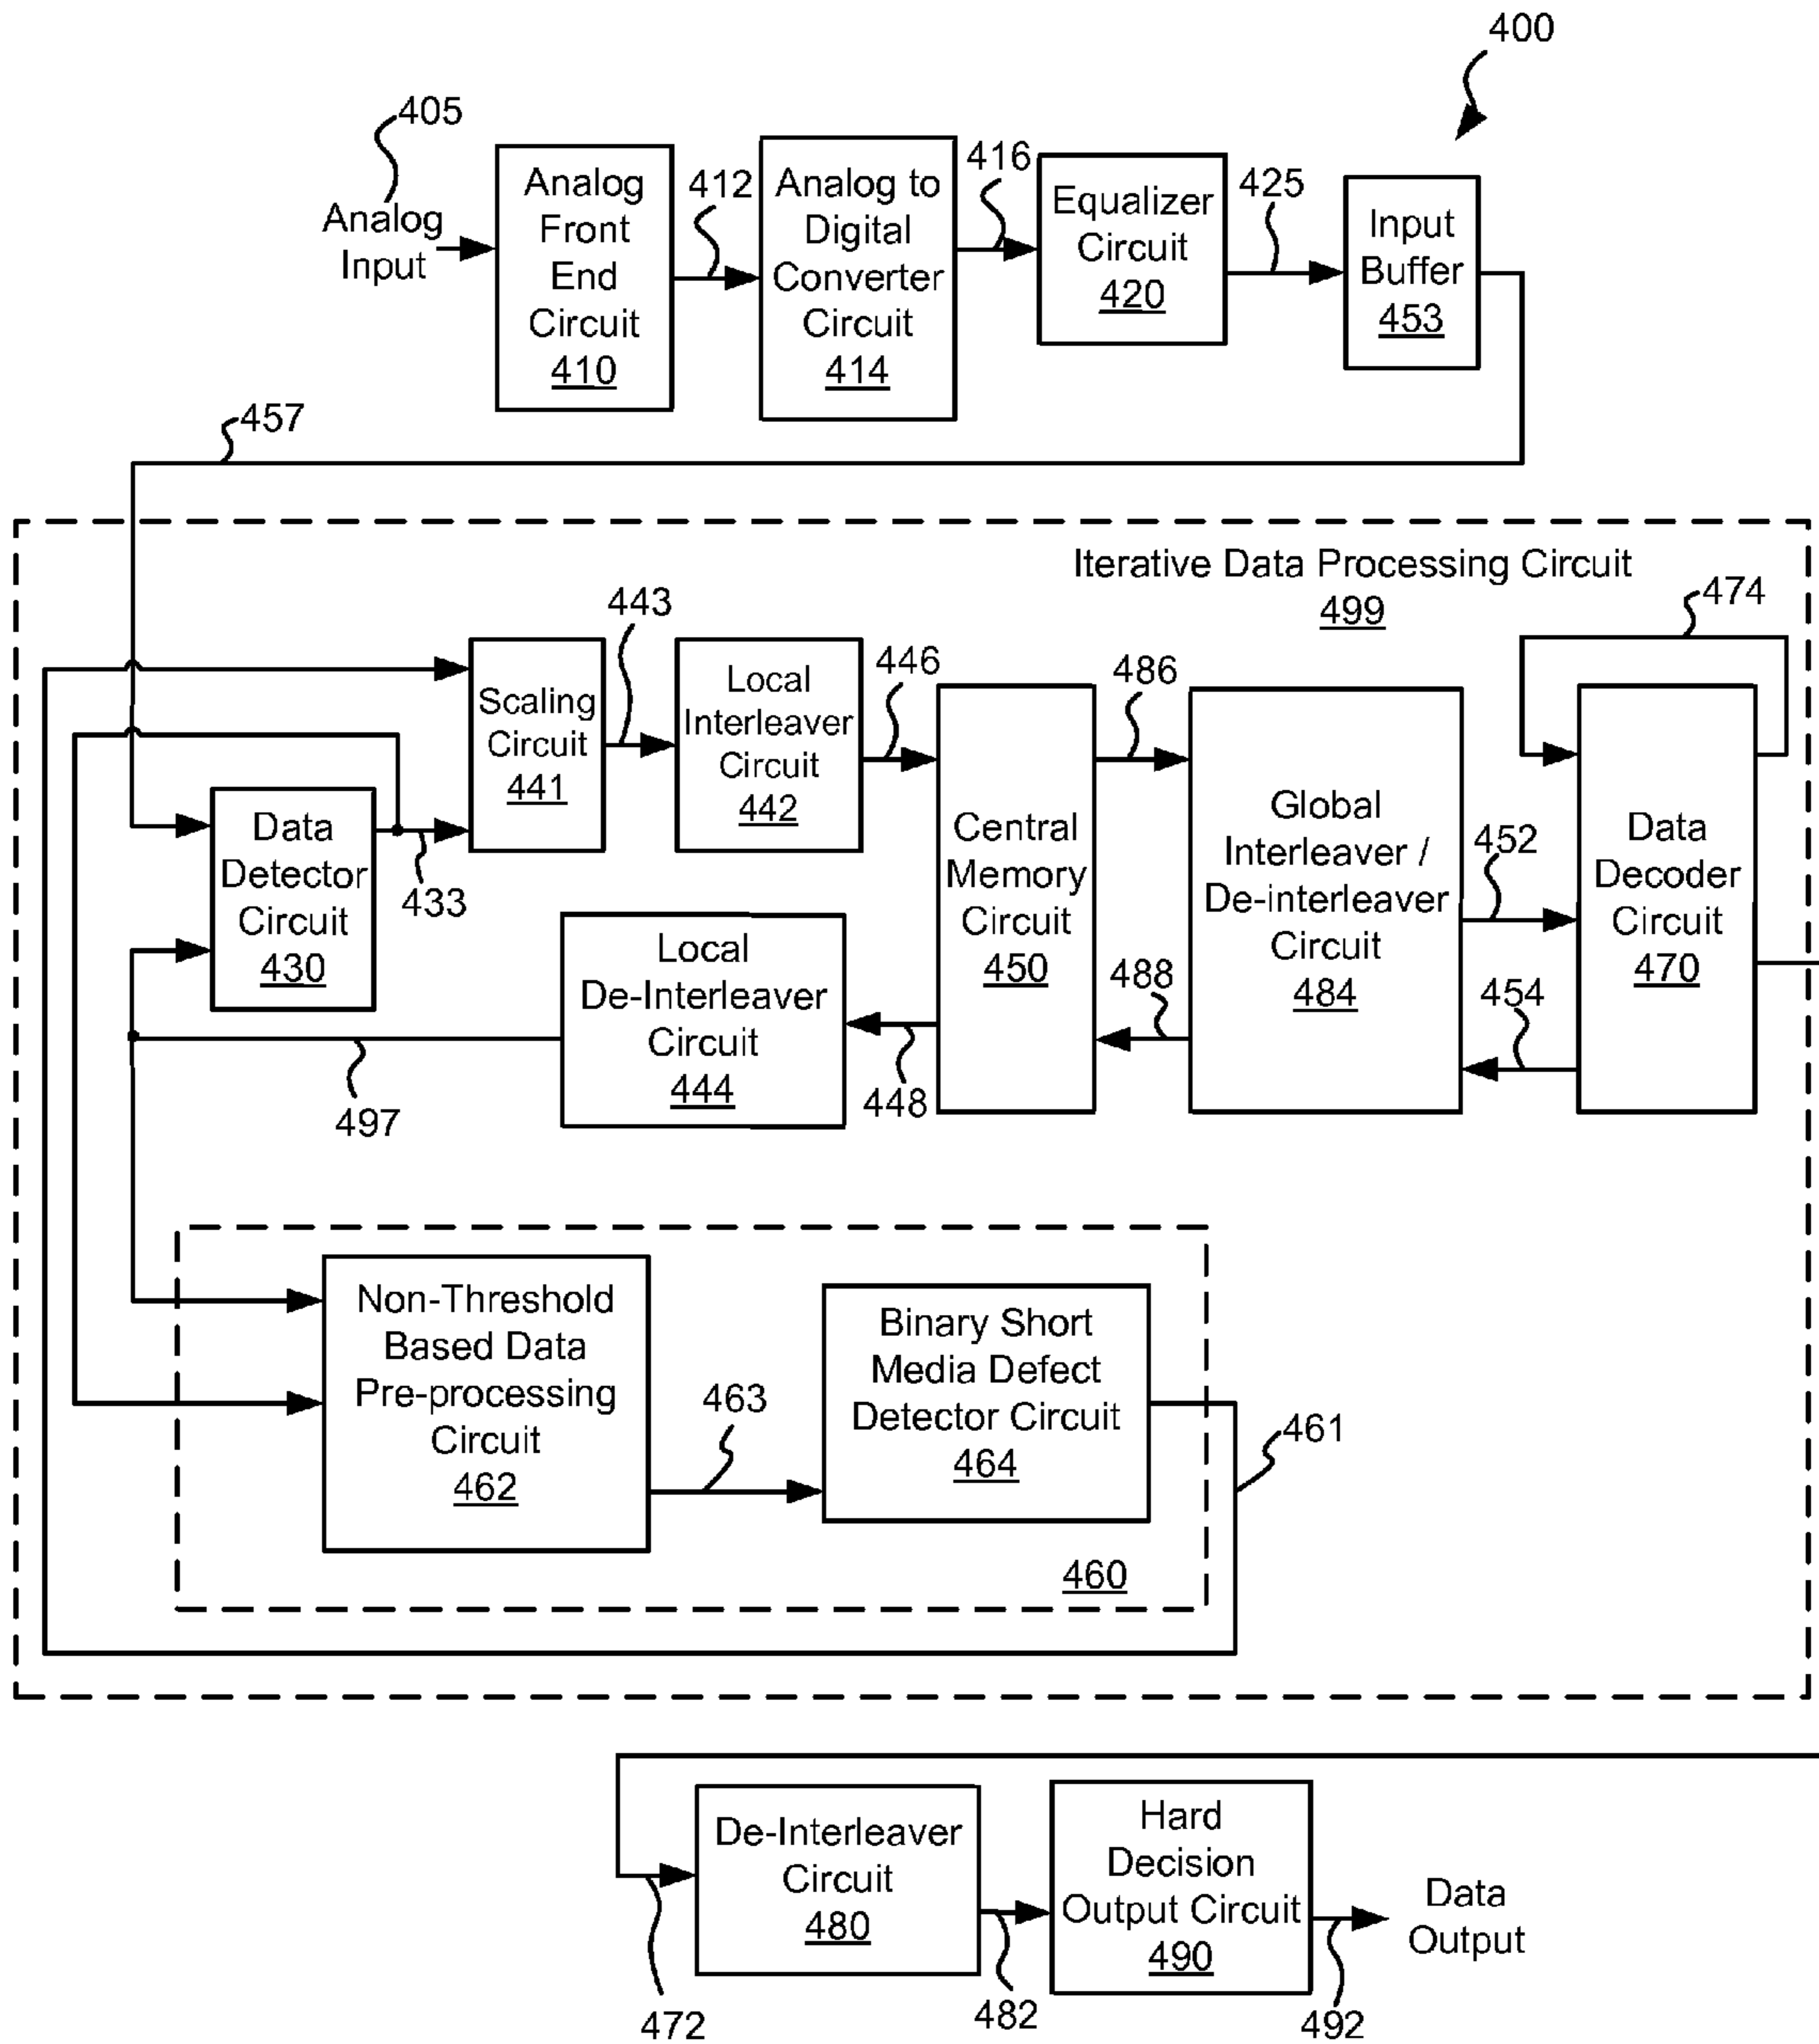 400
405
Analog
Input
Analog
Front
End
Circuit
410
412
Analog to
Digital
Converter
Circuit
414
416
Equalizer
Circuit
420
425
Input
Buffer
453
457
Iterative Data Processing Circuit
499
474
443
Scaling
Circuit
441
Local
Interleaver
Circuit
442
446
486
Central
Memory
Circuit
450
Global
Interleaver /
De-interleaver
Circuit
484
452
Data
Decoder
Circuit
470
454
488
448
Data
Detector
Circuit
430
433
Local
De-Interleaver
Circuit
444
497
Non-Threshold
Based Data
Pre-processing
Circuit
462
463
Binary Short
Media Defect
Detector Circuit
464
461
460
De-Interleaver
Circuit
480
Hard
Decision
Output Circuit
490
Data
Output
472
482
492